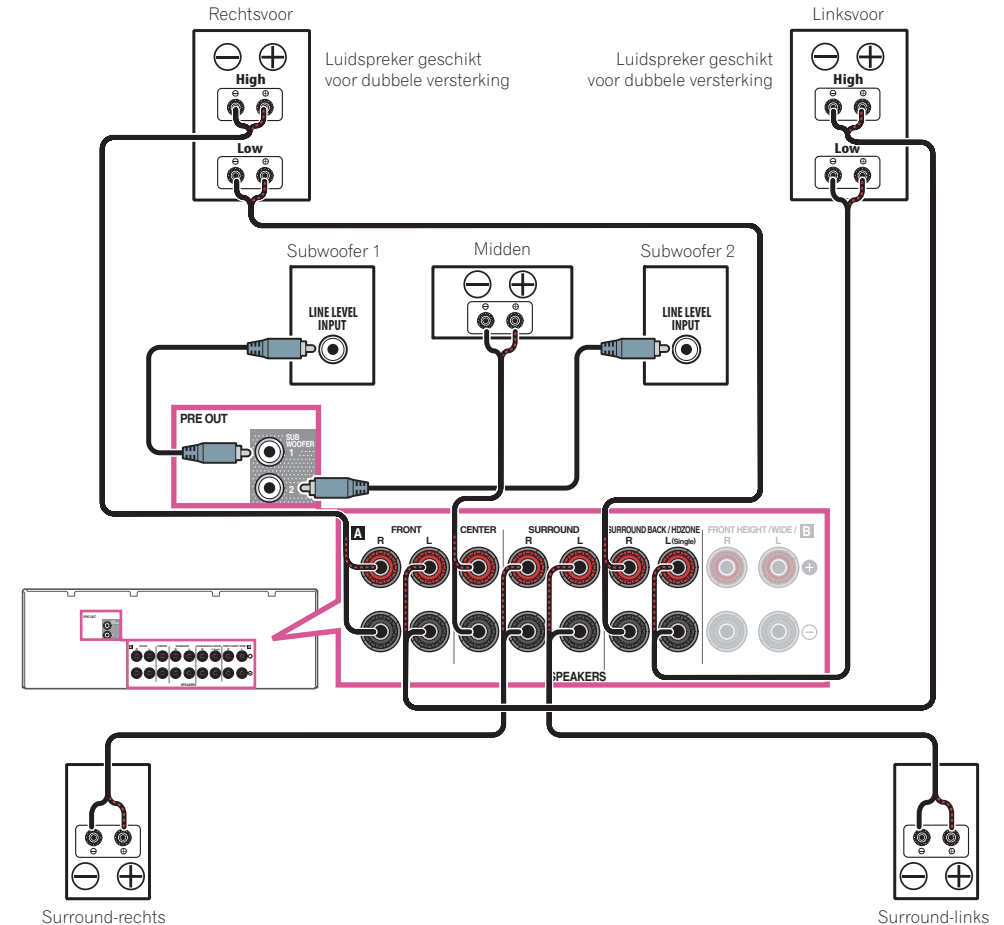 Rechtsvoor
Linksvoor
Luidspreker geschikt
voor dubbele versterking
Luidspreker geschikt
voor dubbele versterking
High
High
Low
Low
Subwoofer 1
Midden
Subwoofer 2
LINE LEVEL
INPUT
LINE LEVEL
INPUT
PRE OUT
SUB
WOOFER
1
2
A FRONT CENTER SURROUND SURROUND BACK / HDZONE FRONT HEIGHT / WIDE / B
R L R L R L (Single) R L
PRE OUT
SPEAKERS
Surround-rechts
Surround-links